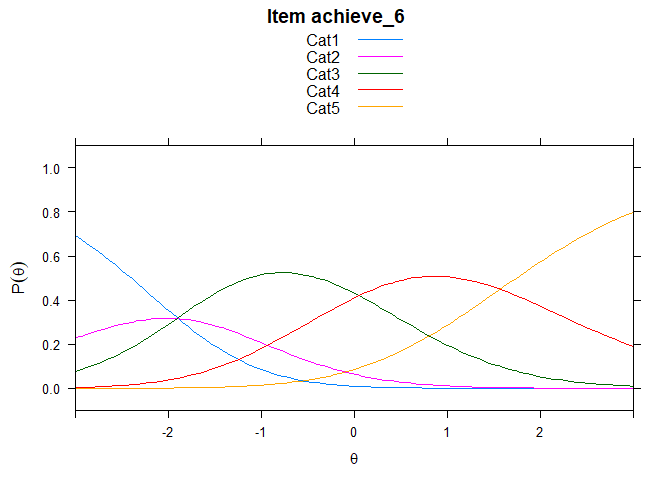 Item achieve_6
Cat1
Cat2
Cat3
Cat4
Cat5
1.0
0.8
0.6
0.4
0.2
0.0
P(θ)
-2 -1 0 1 2
θ